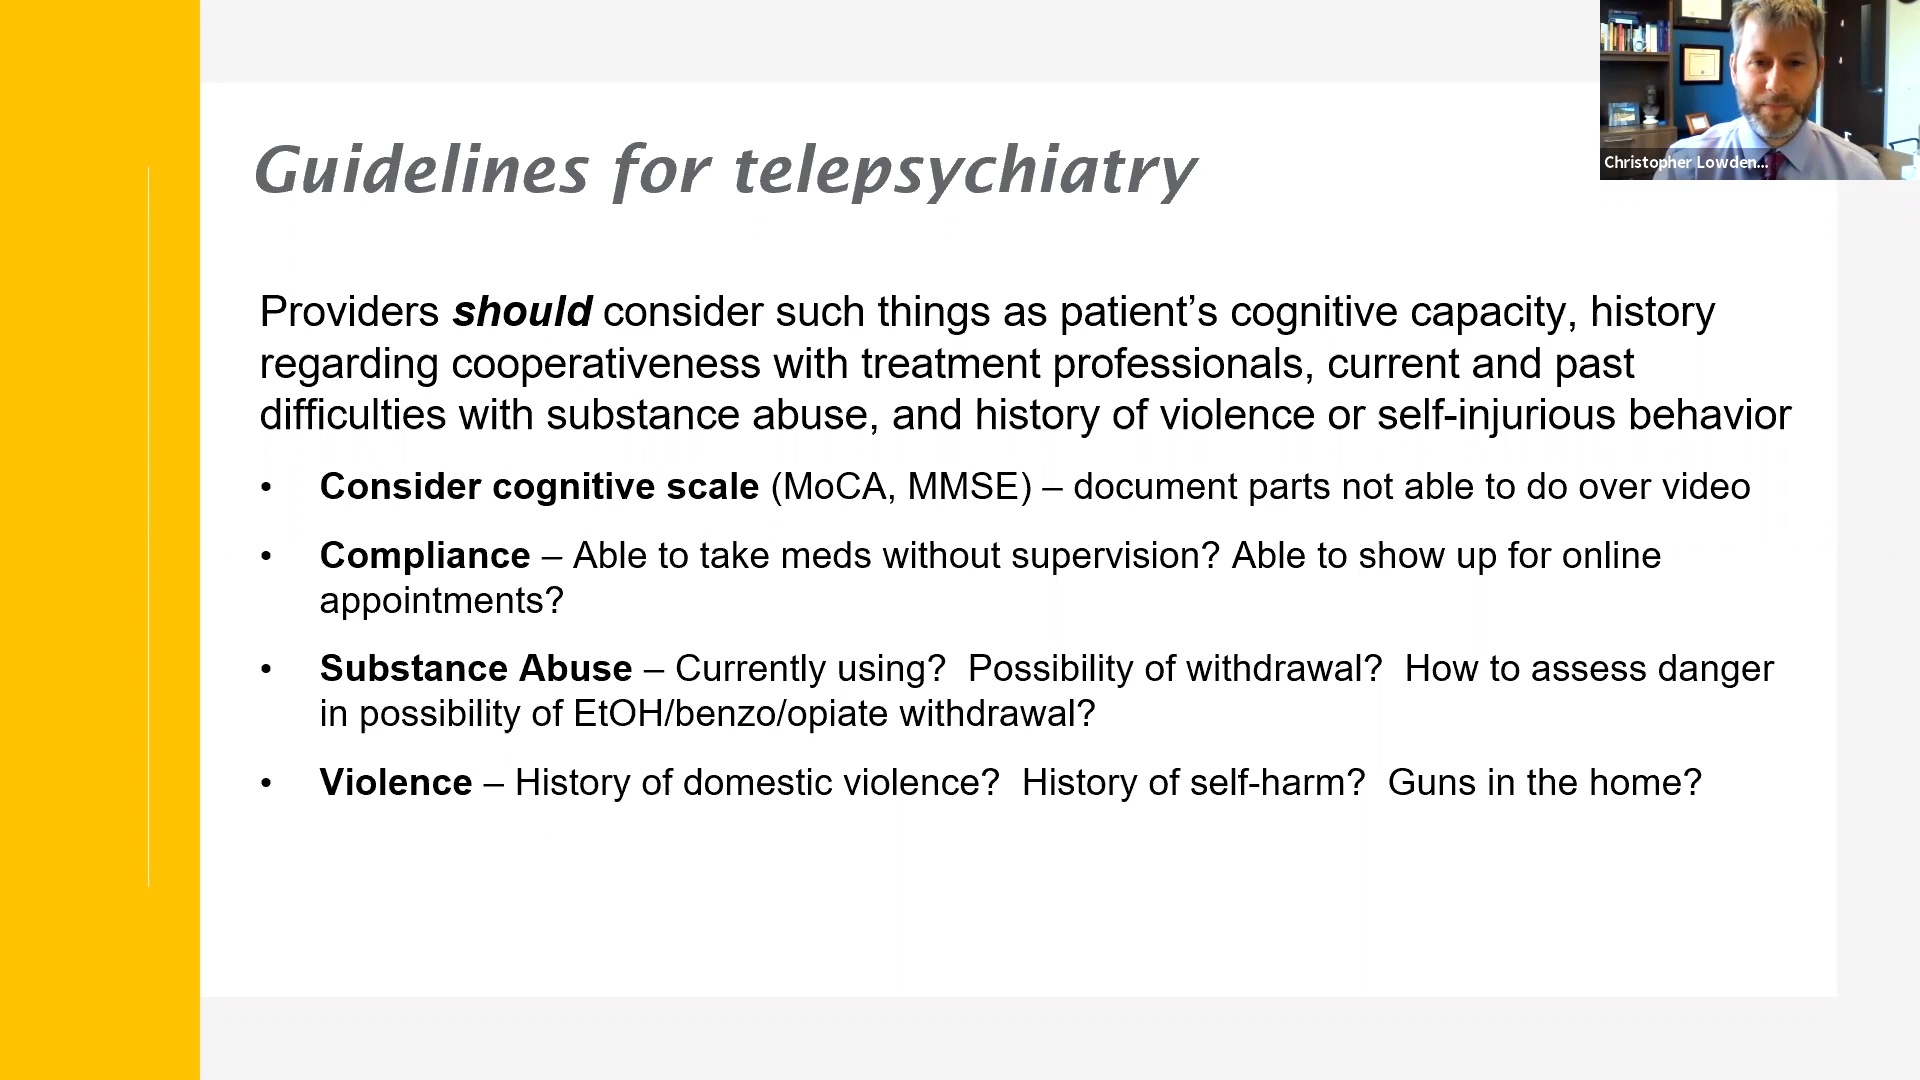 Guidelines for telepsychiatry
Christopher Lowden...
Providers should consider such things as patient’s cognitive capacity, history
regarding cooperativeness with treatment professionals, current and past
difficulties with substance abuse, and history of violence or self-injurious behavior
• Consider cognitive scale (MoCA, MMSE) – document parts not able to do over video
• Compliance – Able to take meds without supervision? Able to show up for online
appointments?
• Substance Abuse – Currently using?  Possibility of withdrawal?  How to assess danger
in possibility of EtOH/benzo/opiate withdrawal?
• Violence – History of domestic violence?  History of self-harm?  Guns in the home?